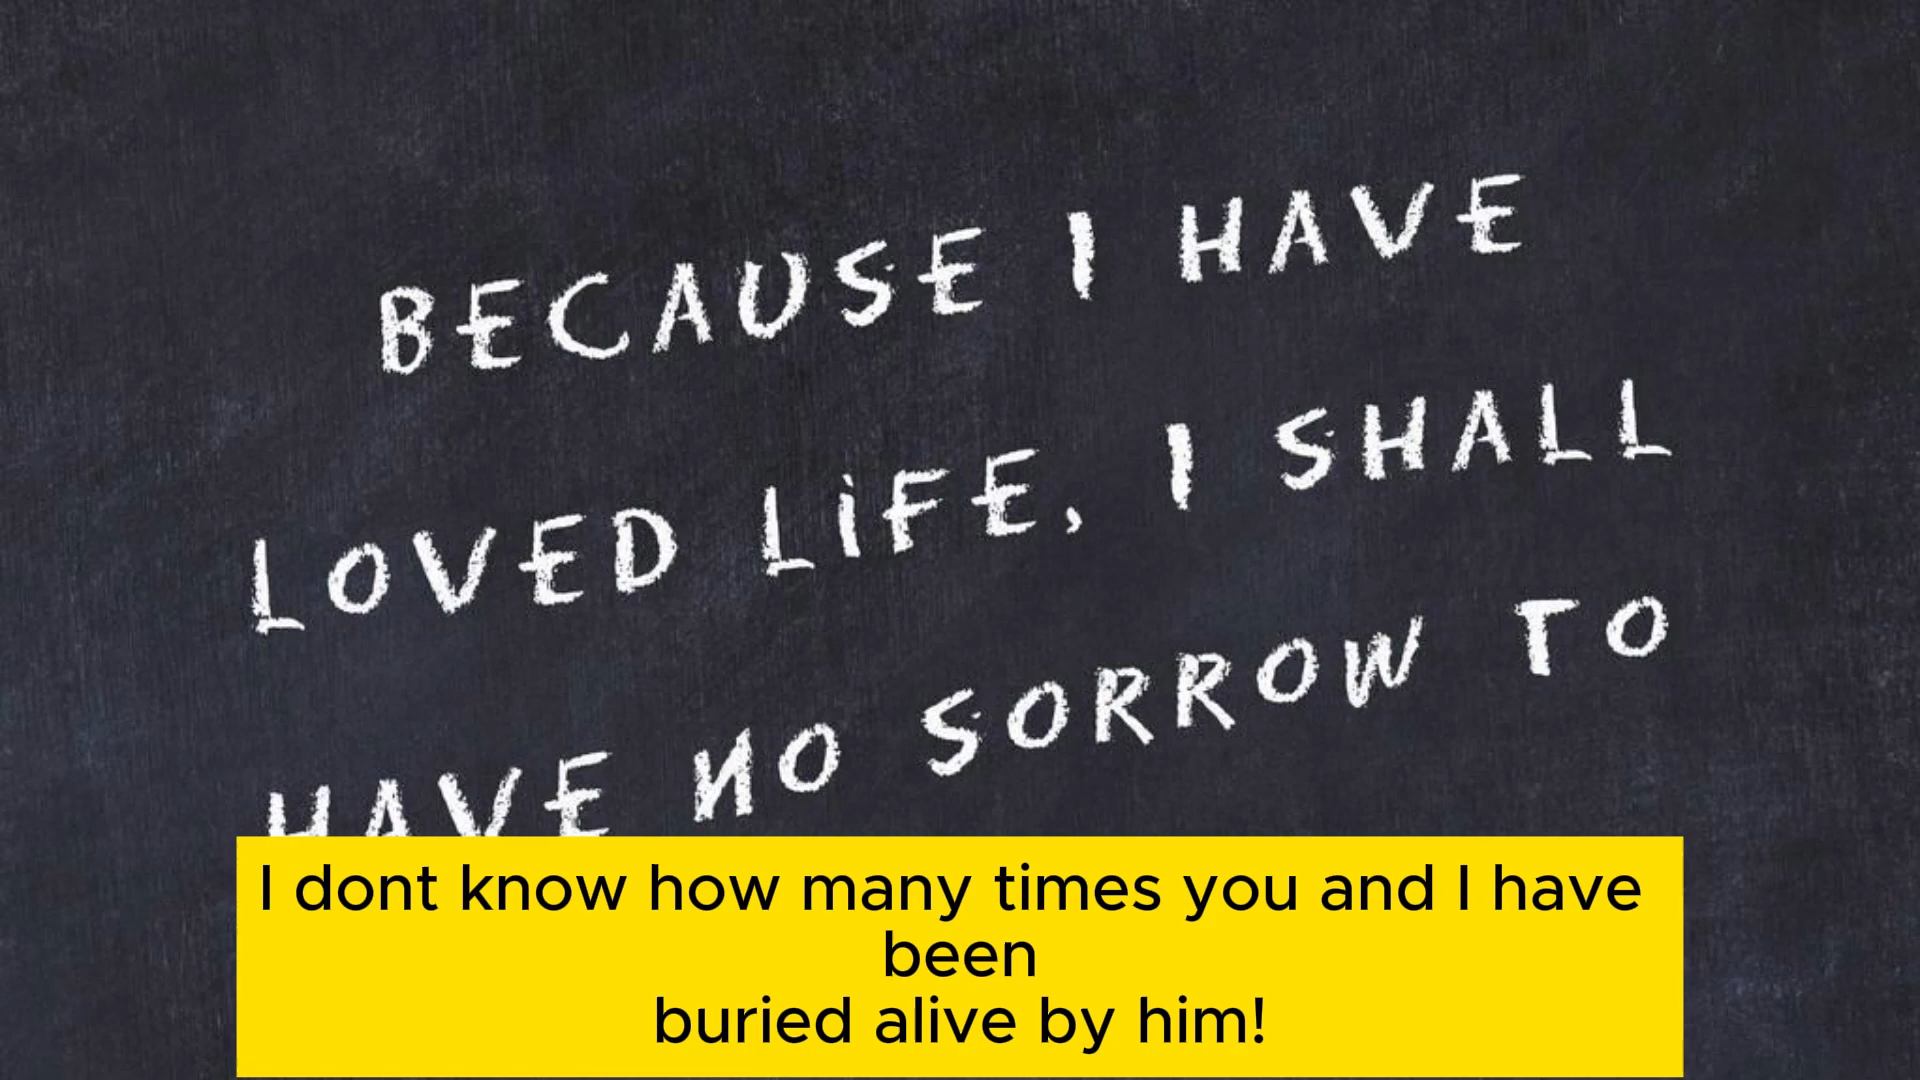 BECAUSE I HAVE
LOVED LiFE, I SHALL
HAVE NO SORROW TO
I dont know how many times you and I have
been
buried alive by him!